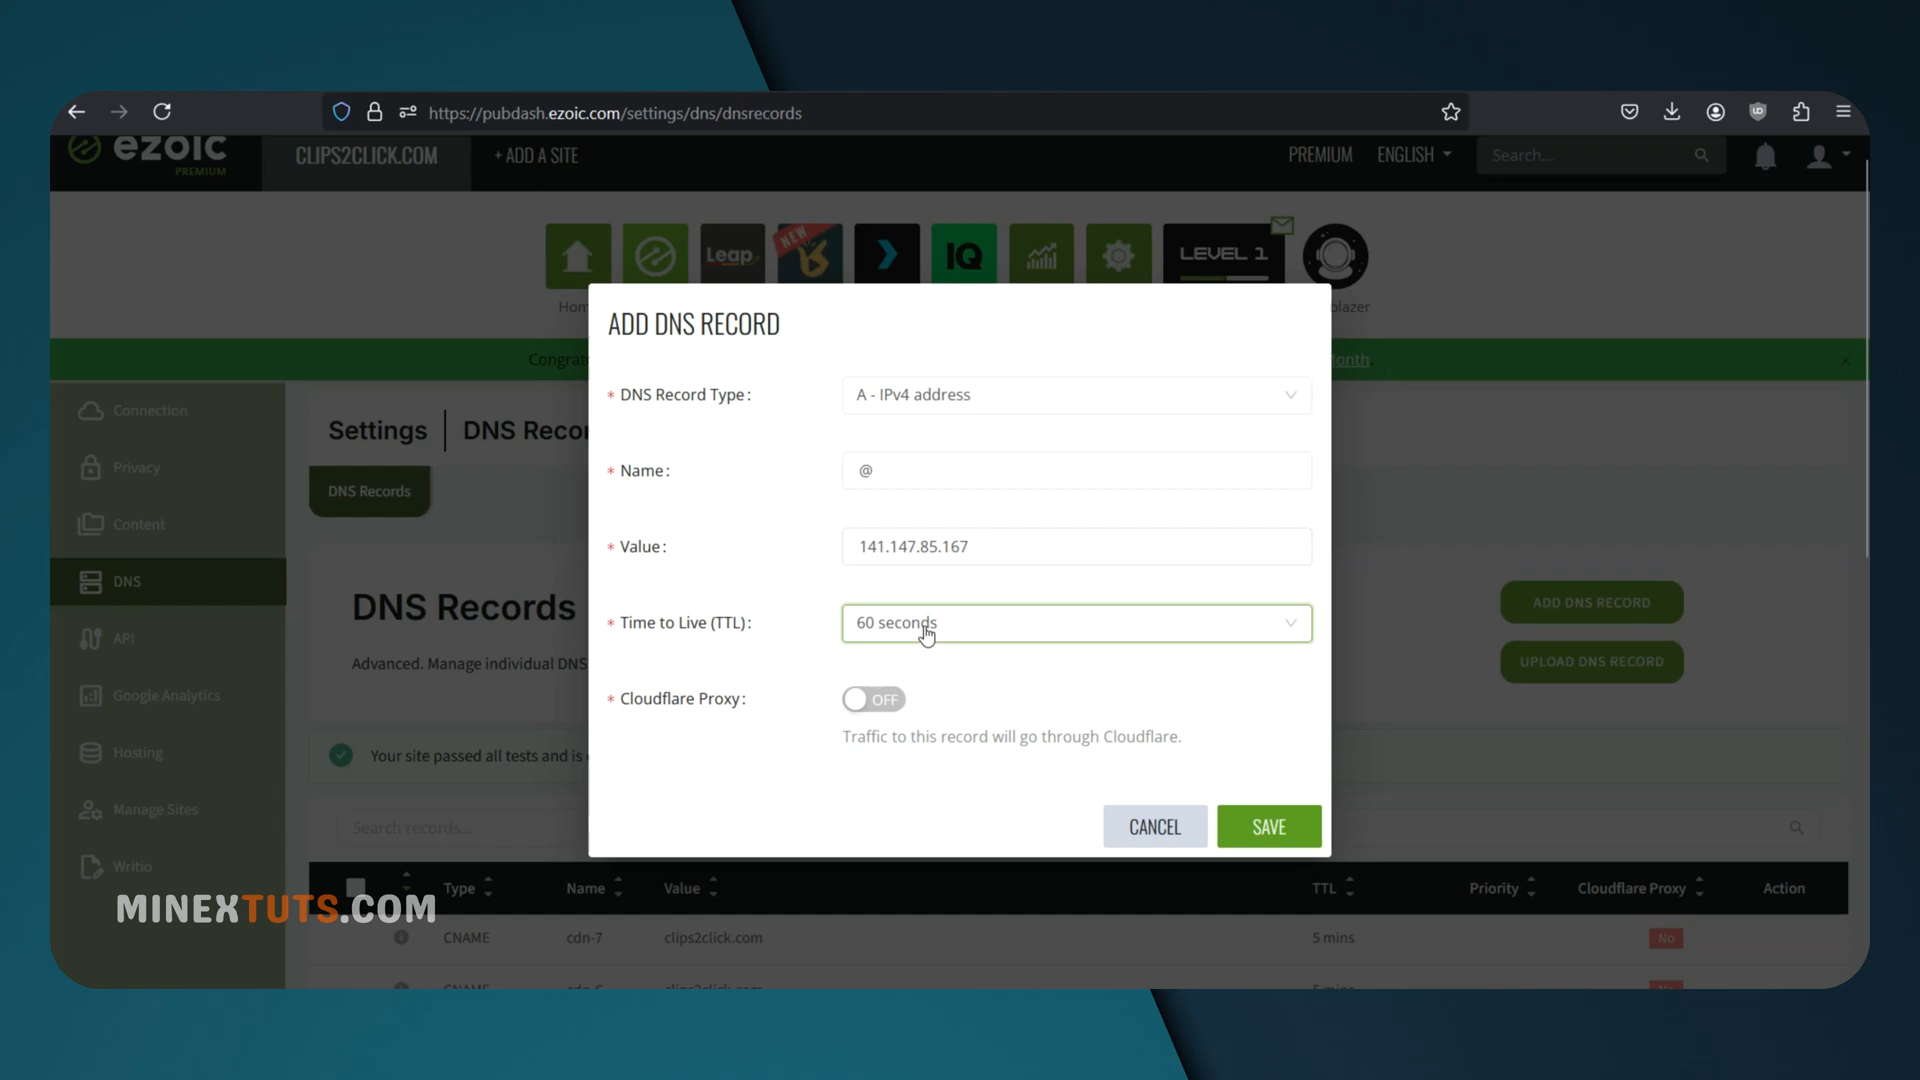 https://pubdash.ezoic.com/settings/dns/dnsrecords
ezoic
PREMIUM
CLIPS2CLICK.COM
+ ADD A SITE
PREMIUM
ENGLISH
Search...
Leap
NEW
IQ
LEVEL 1
Hom
blazer
Congrat
Month.
ADD DNS RECORD
* DNS Record Type:
A - IPv4 address
* Name:
@
* Value:
141.147.85.167
* Time to Live (TTL):
60 seconds
* Cloudflare Proxy:
OFF
Traffic to this record will go through Cloudflare.
CANCEL
SAVE
Connection
Privacy
Content
DNS
API
Google Analytics
Hosting
Manage Sites
Writio
Settings
DNS Recor
DNS Records
DNS Records
Advanced. Manage individual DNS
ADD DNS RECORD
UPLOAD DNS RECORD
Your site passed all tests and is
Search records...
Type
Name
Value
TTL
Priority
Cloudflare Proxy
Action
CNAME
cdn-7
clips2click.com
5 mins
No
MINEXTUTS.COM